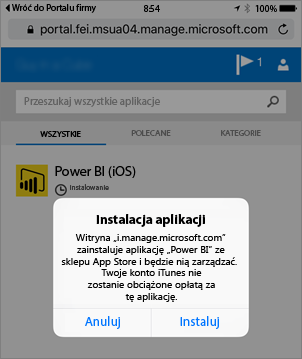 Wróć do Portalu firmy
8:54
100%
portal.fei.msua04.manage.microsoft.com
1
Przeszukaj wszystkie aplikacje
WSZYSTKIE
POLECANE
KATEGORIE
Power BI (iOS)
Instalowanie
Instalacja aplikacji
Witryna „i.manage.microsoft.com”
zainstaluje aplikację „Power BI” ze
sklepu App Store i będzie nią zarządzać.
Twoje konto iTunes nie
zostanie obciążone opłatą za
tę aplikację.
Anuluj
Instaluj